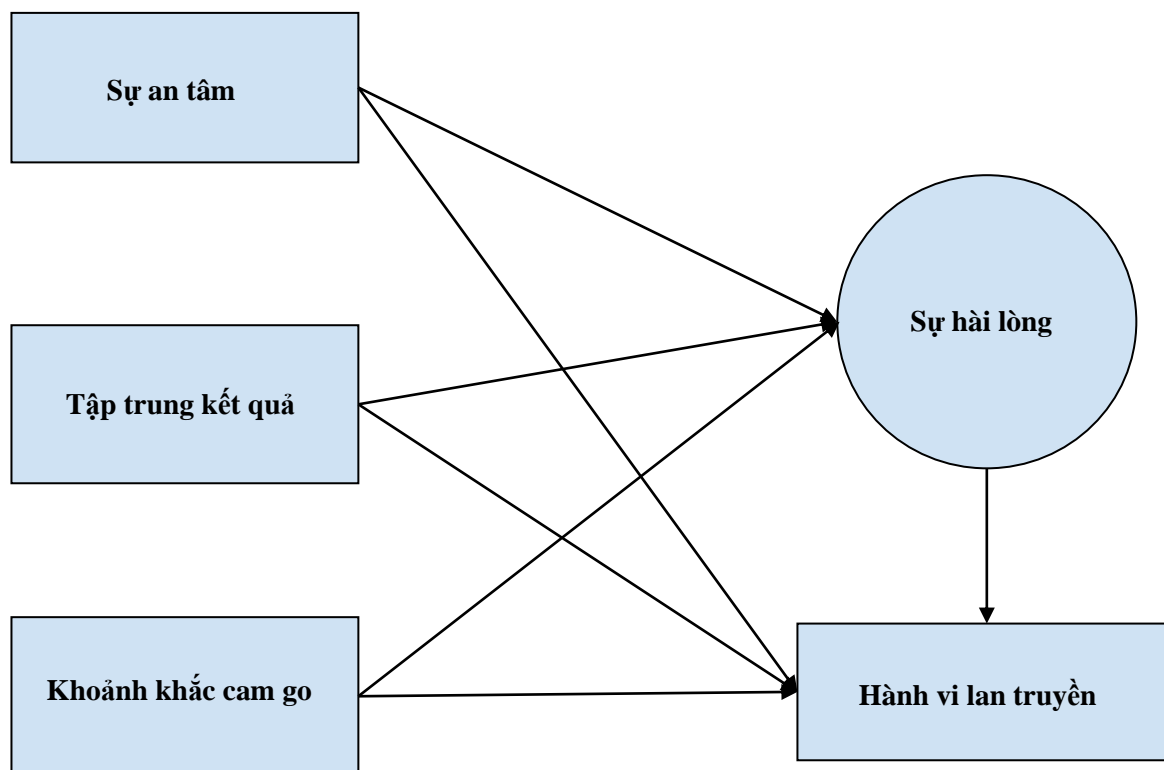 Sự an tâm
Sự hài lòng
Tập trung kết quả
Khoảnh khắc cam go
Hành vi lan truyền